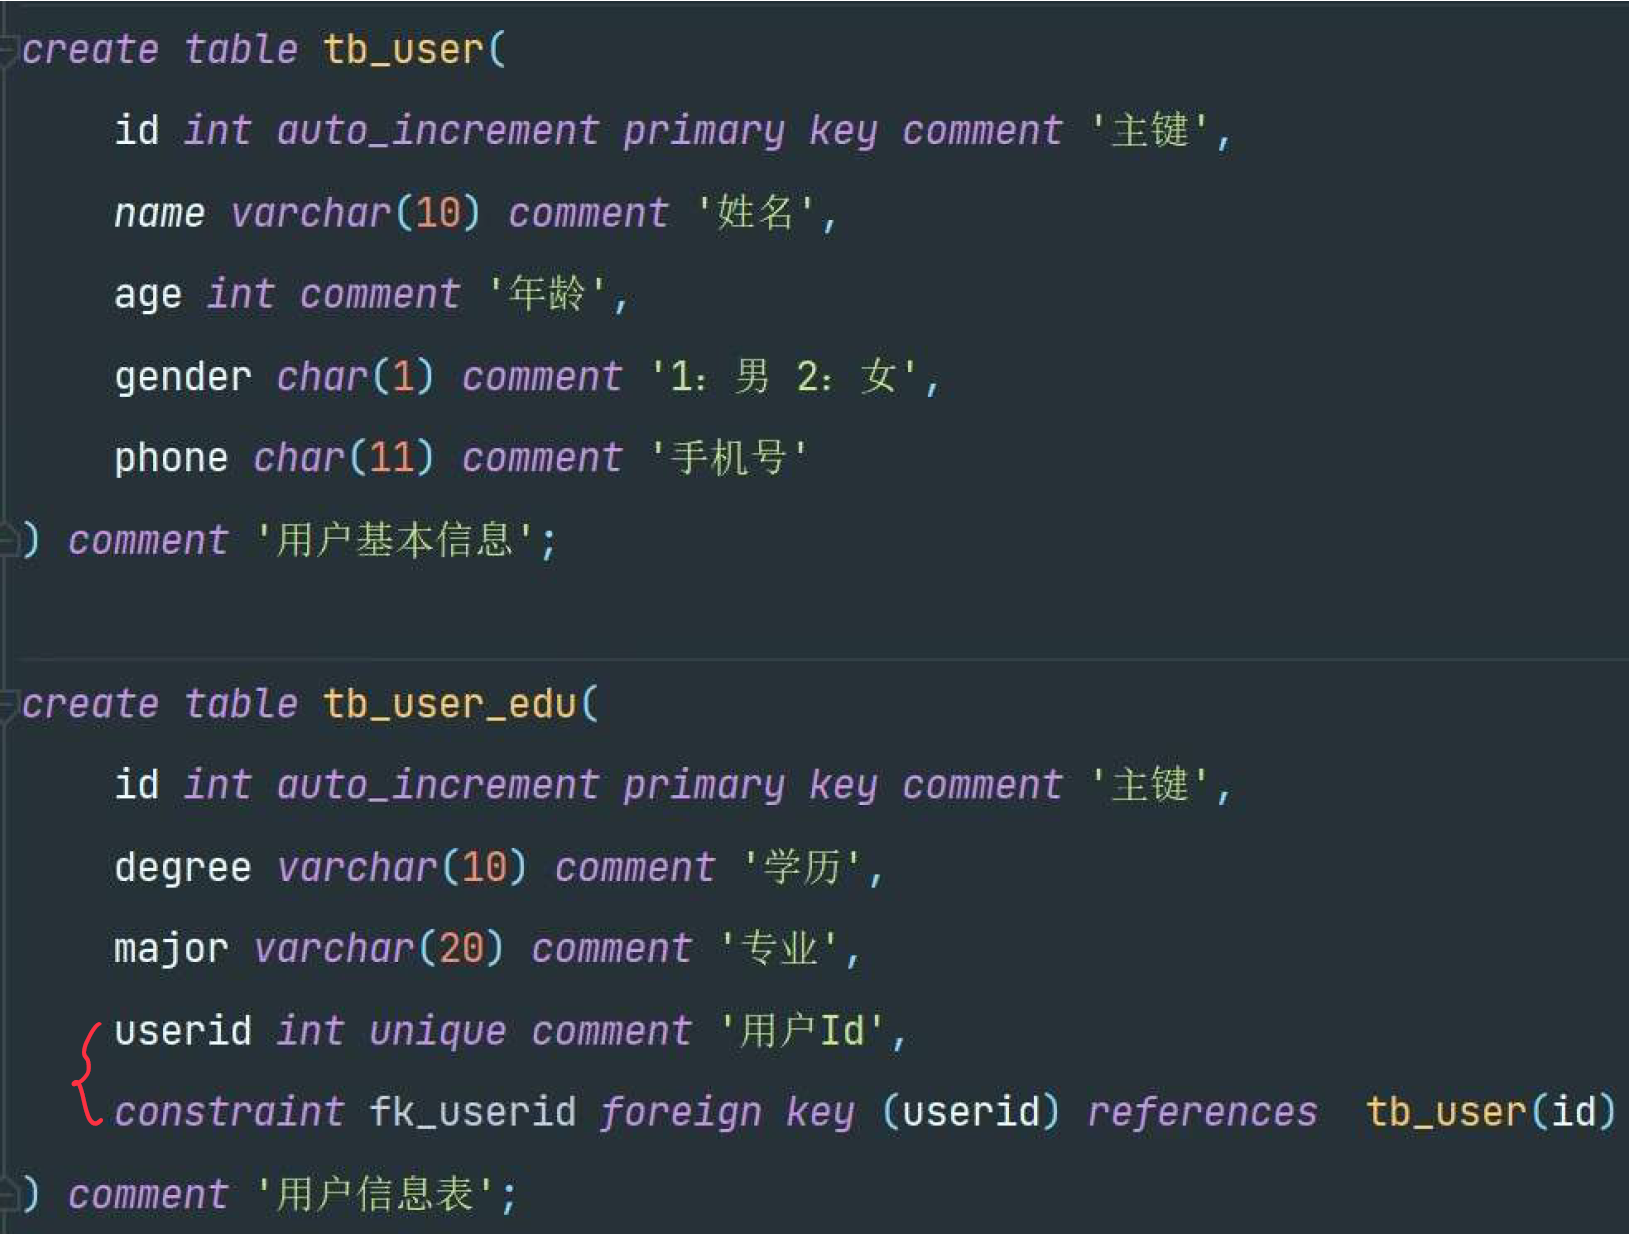 create table tb_user(
    id int auto_increment primary key comment '主键',
    name varchar(10) comment '姓名',
    age int comment '年龄',
    gender char(1) comment '1: 男 2: 女',
    phone char(11) comment '手机号'
) comment '用户基本信息';
create table tb_user_edu(
    id int auto_increment primary key comment '主键',
    degree varchar(10) comment '学历',
    major varchar(20) comment '专业',
    userid int unique comment '用户Id',
    constraint fk_userid foreign key (userid) references  tb_user(id)
) comment '用户信息表';